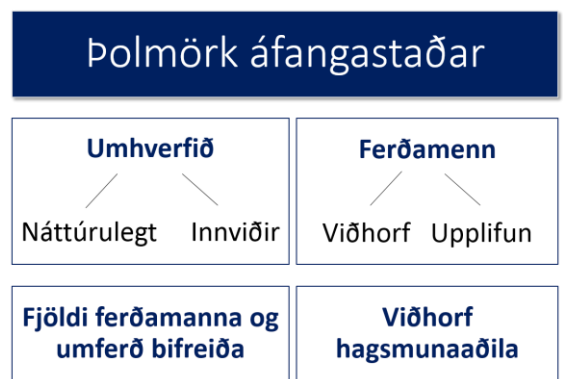 Þolmörk áfangastaðar
Umhverfið
Náttúrulegt Innviðir
Ferðamenn
Viðhorf Upplifun
Fjöldi ferðamanna og
umferð bifreiða
Viðhorf
hagsmunaaðila